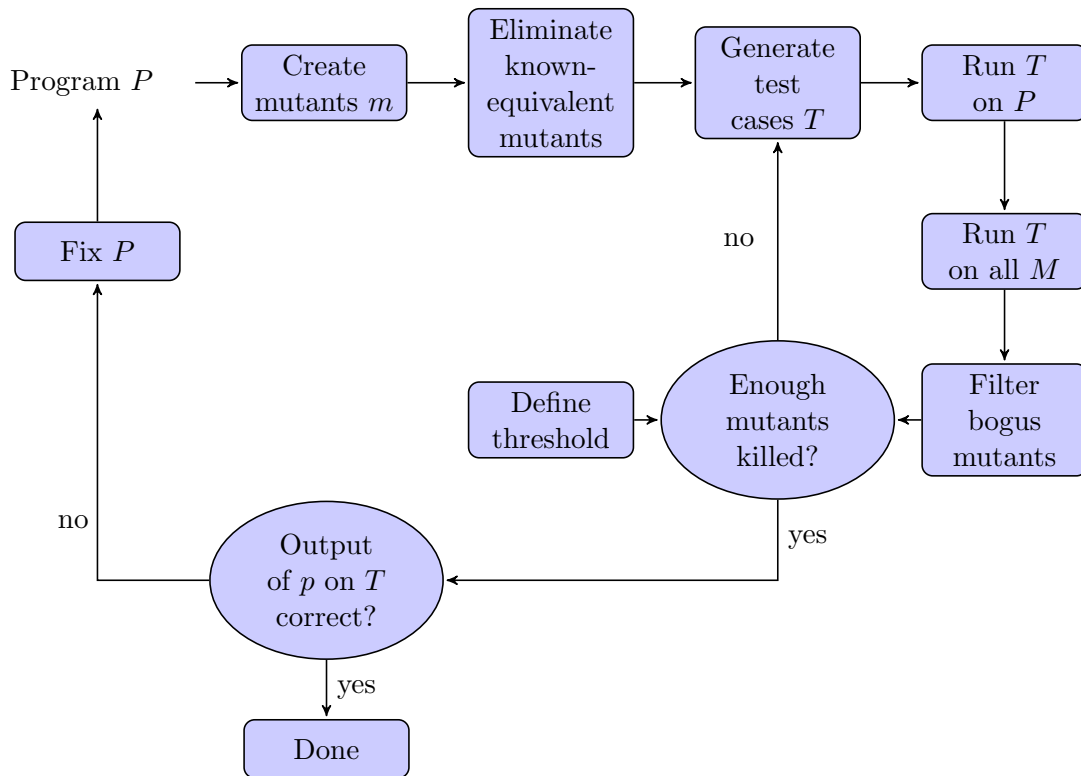 Program P
Create
mutants m
Eliminate
known-
equivalent
mutants
Generate
test
cases T
Run T
on P
Run T
on all M
Filter
bogus
mutants
Enough
mutants
killed?
Define
threshold
no
yes
Output
of p on T
correct?
no
Fix P
yes
Done